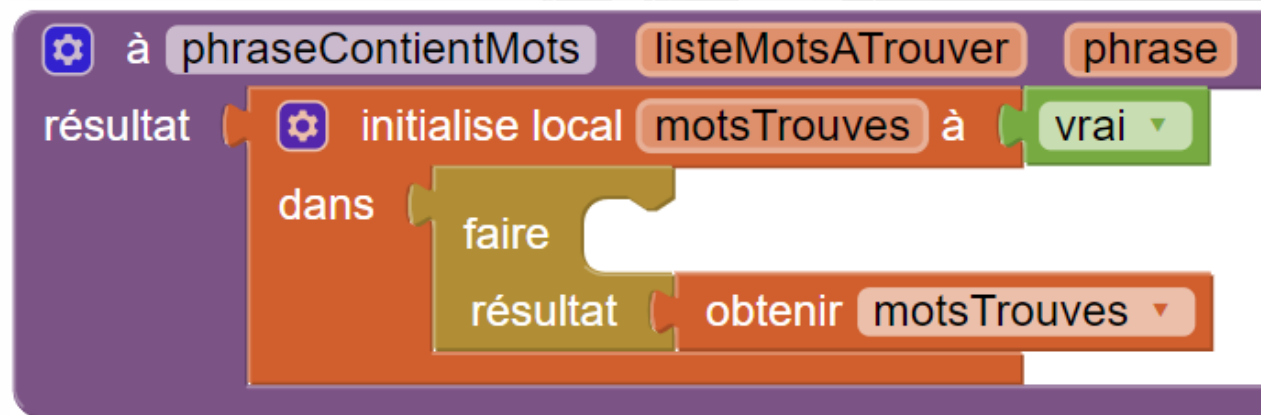 à phraseContientMots listeMotsATrouver phrase
résultat initialise local motsTrouves à vrai
dans
faire
résultat obtenir motsTrouves